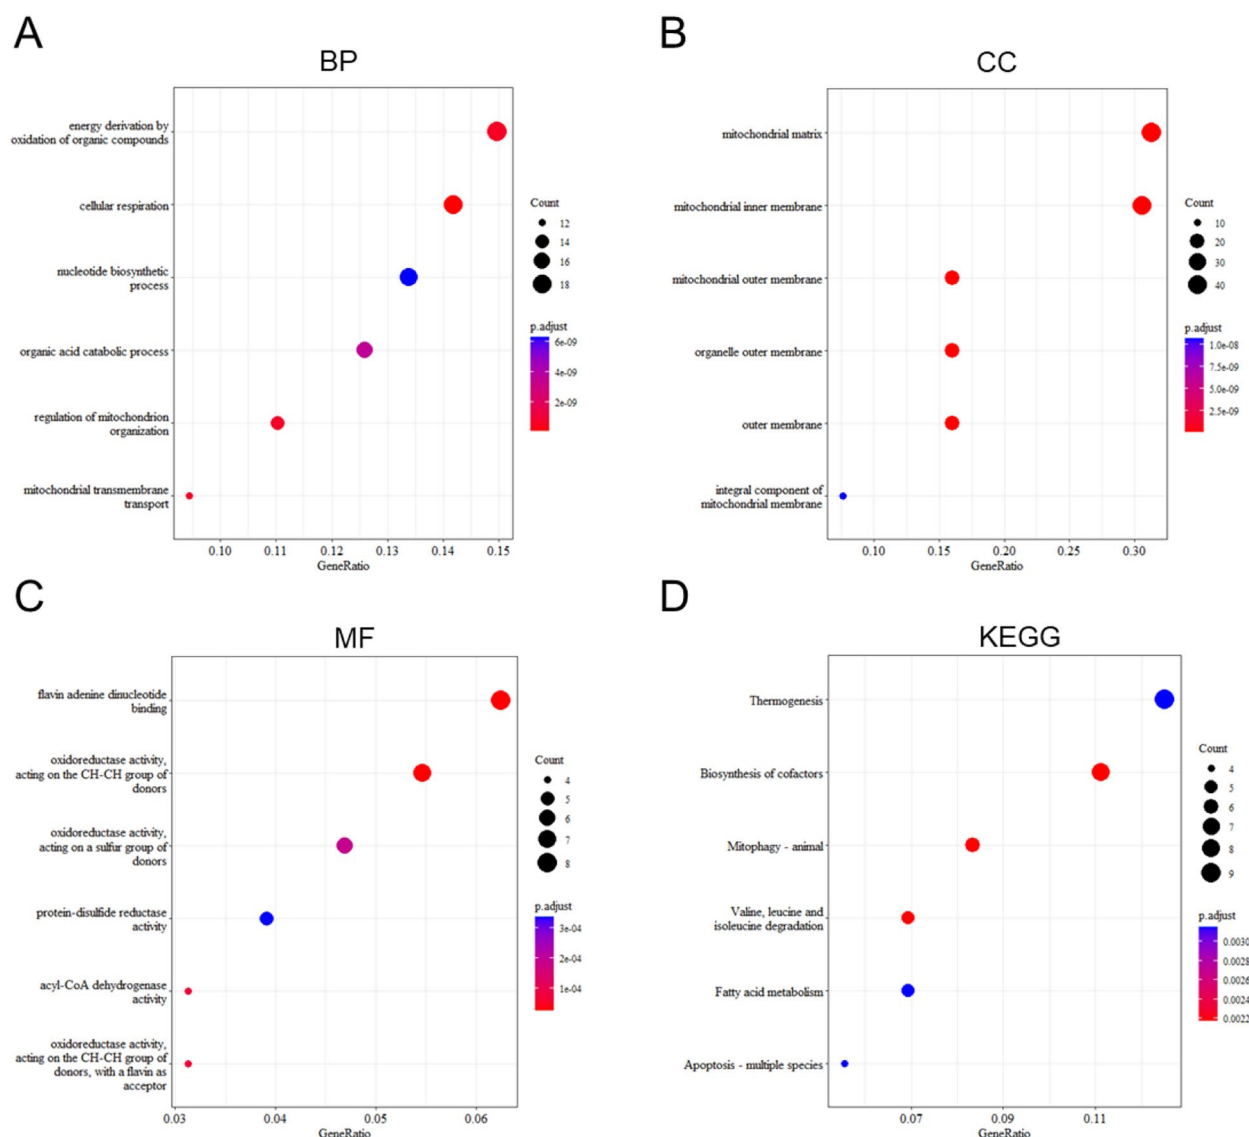 A
BP
energy derivation by
oxidation of organic compounds
cellular respiration
nucleotide biosynthetic
process
organic acid catabolic process
regulation of mitochondrion
organization
mitochondrial transmembrane
transport
0.10 0.11 0.12 0.13 0.14 0.15
GeneRatio
Count
12
14
16
18
p.adjust
6e-09
4e-09
2e-09
B
CC
mitochondrial matrix
mitochondrial inner membrane
mitochondrial outer membrane
organelle outer membrane
outer membrane
integral component of
mitochondrial membrane
0.10 0.15 0.20 0.25 0.30
GeneRatio
Count
10
20
30
40
p.adjust
1.0e-08
7.5e-09
5.0e-09
2.5e-09
C
MF
flavin adenine dinucleotide
binding
oxidoreductase activity,
acting on the CH-CH group of
donors
oxidoreductase activity,
acting on a sulfur group of
donors
protein-disulfide reductase
activity
acyl-CoA dehydrogenase
activity
oxidoreductase activity,
acting on the CH-CH group of
donors, with a flavin as
acceptor
0.03 0.04 0.05 0.06
GeneRatio
Count
4
5
6
7
8
p.adjust
3e-04
2e-04
1e-04
D
KEGG
Thermogenesis
Biosynthesis of cofactors
Mitophagy - animal
Valine, leucine and
isoleucine degradation
Fatty acid metabolism
Apoptosis - multiple species
0.07 0.09 0.11
GeneRatio
Count
4
5
6
7
8
9
p.adjust
0.0030
0.0028
0.0026
0.0024
0.0022